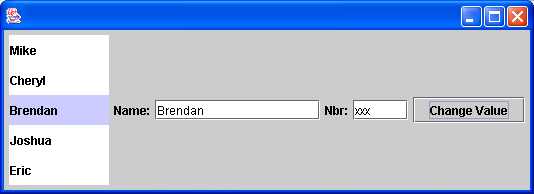 Mike
Cheryl
Brendan Name: Brendan Nbr: xxx Change Value
Joshua
Eric